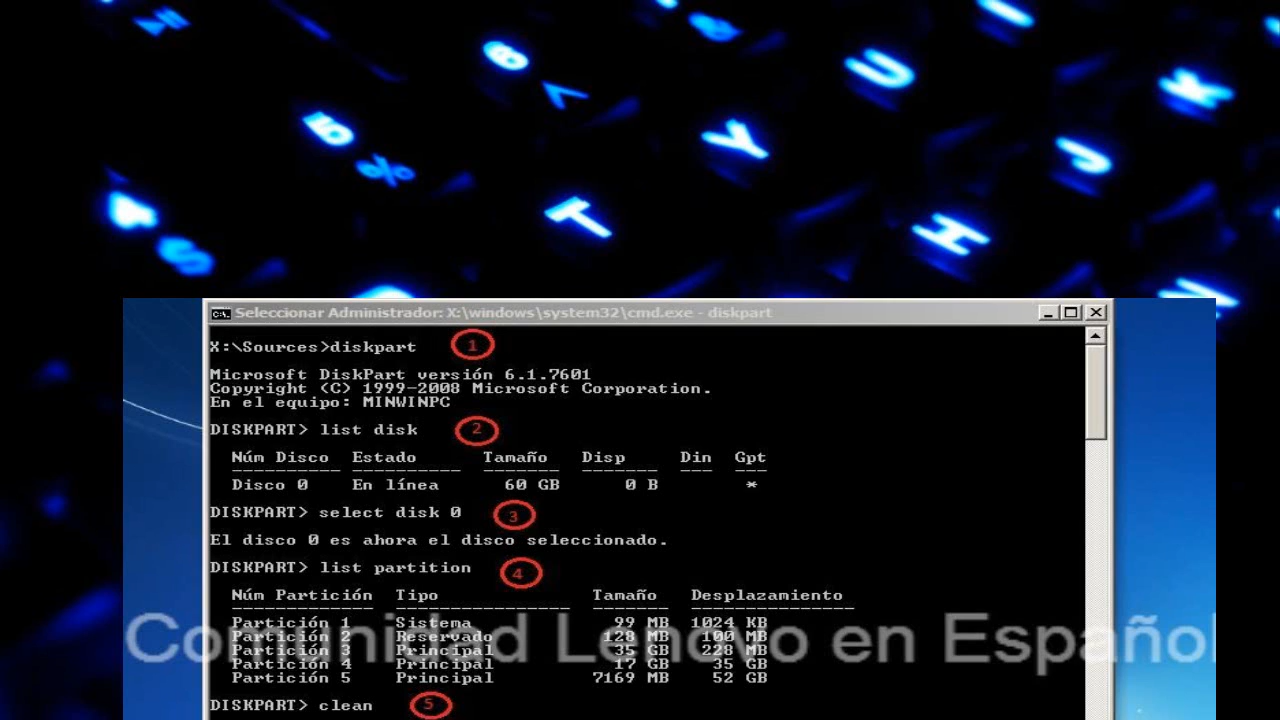 6 ^ & U I K
5 % Y J
4 $ T H
Seleccionar Administrador: X:\windows\system32\cmd.exe - diskpart
X:\Sources>diskpart 1
Microsoft DiskPart versión 6.1.7601
Copyright (C) 1999-2008 Microsoft Corporation.
En el equipo: MINWINPC
DISKPART> list disk 2
Núm Disco Estado Tamaño Disp Din Gpt
---------- ---------- ------- ------- --- ---
Disco 0 En línea 60 GB 0 B *
DISKPART> select disk 0 3
El disco 0 es ahora el disco seleccionado.
DISKPART> list partition 4
Núm Partición Tipo Tamaño Desplazamiento
------------- ---------------- ------- ---------------
Partición 1 Sistema 99 MB 1024 KB
Partición 2 Reservado 128 MB 100 MB
Partición 3 Principal 35 GB 228 MB
Partición 4 Principal 17 GB 35 GB
Partición 5 Principal 7169 MB 52 GB
Comunidad Lenovo en Español
DISKPART> clean 5